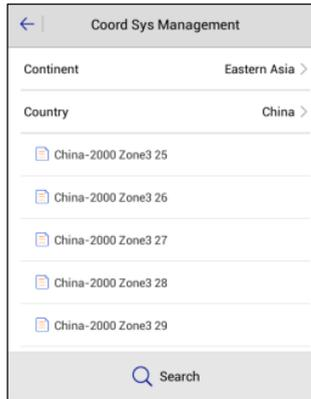 Coord Sys Management
Continent Eastern Asia >
Country China >
China-2000 Zone3 25
China-2000 Zone3 26
China-2000 Zone3 27
China-2000 Zone3 28
China-2000 Zone3 29
Search